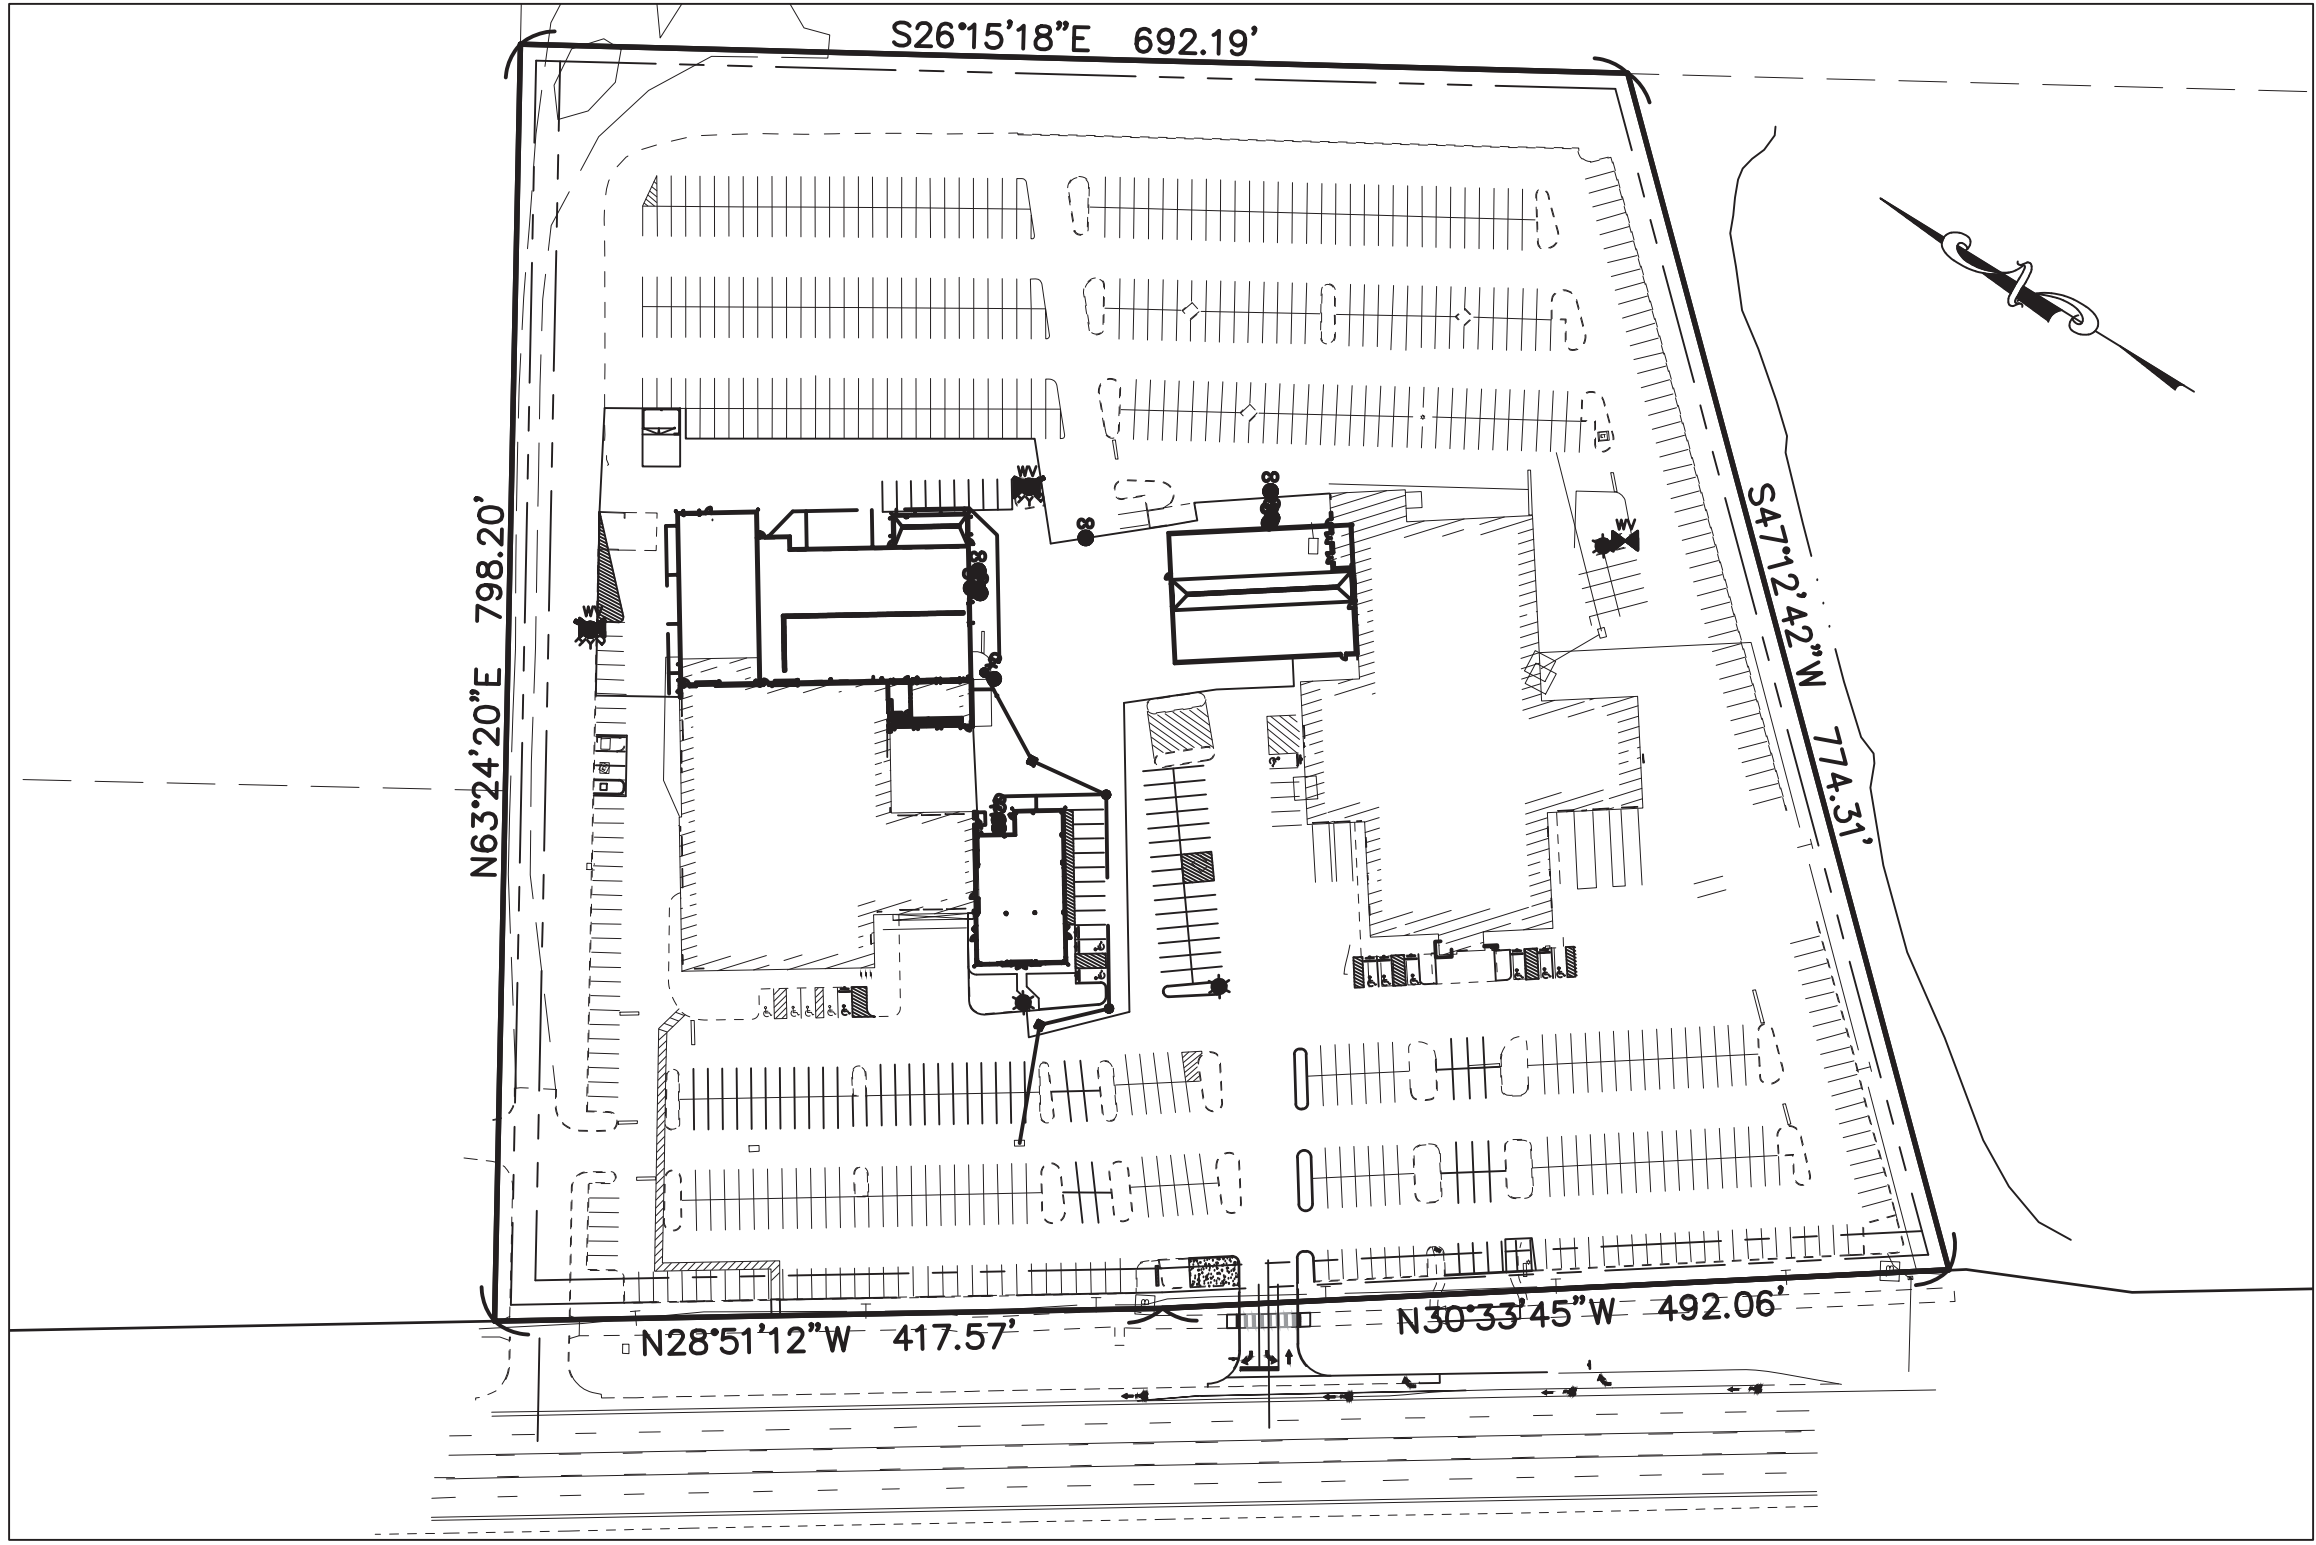 S26°15'18"E 692.19'
N63°24'20"E 798.20'
S47°12'42"W 774.31'
WV
WV
WV
N28°51'12"W 417.57'
N30°33'45"W 492.06'